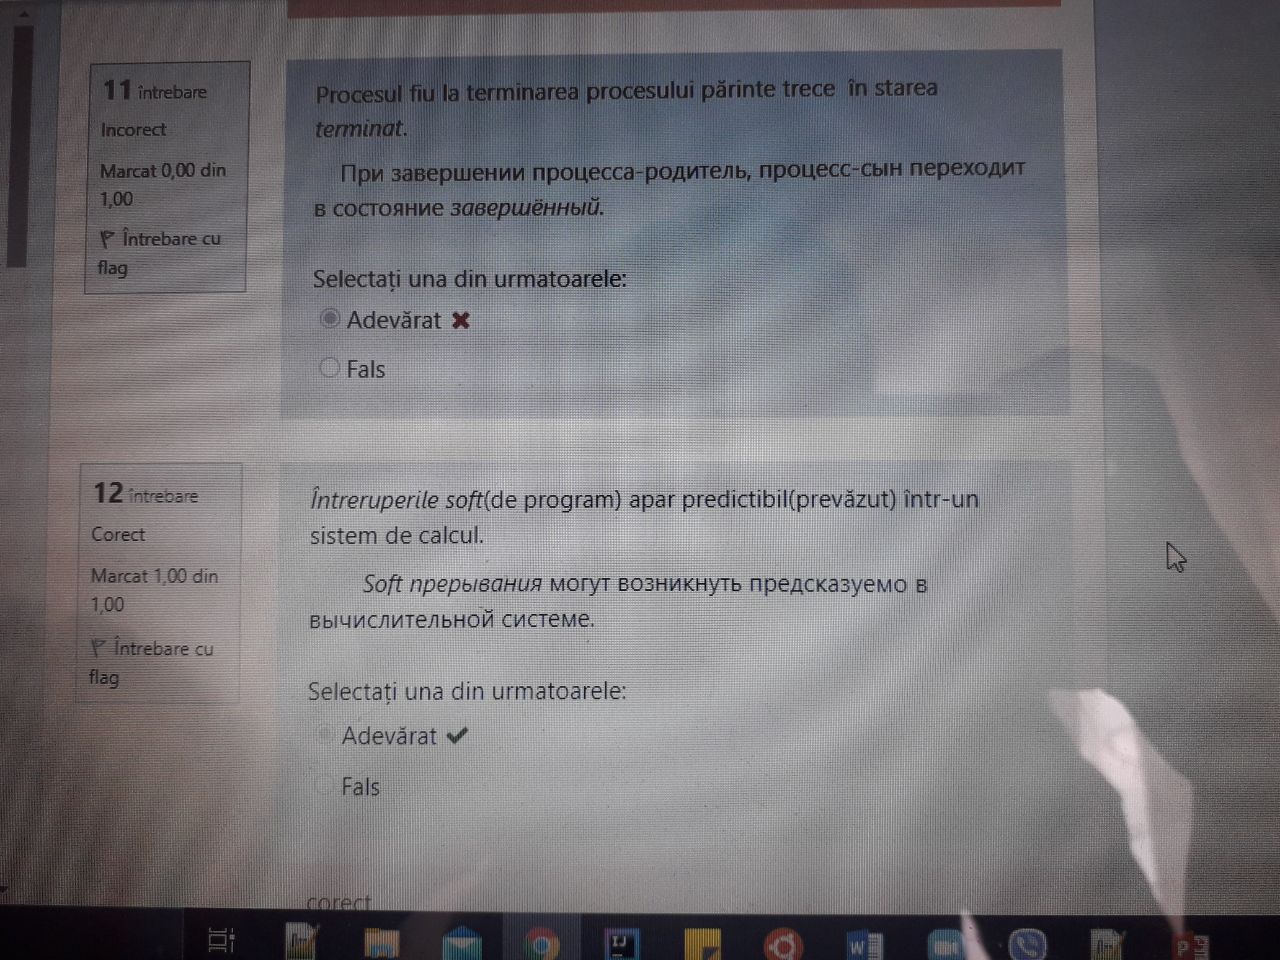 11 întrebare
Incorect
Marcat 0,00 din
1,00
Întrebare cu
flag
Procesul fiu la terminarea procesului părinte trece în starea
terminat.
При завершении процесса-родитель, процесс-сын переходит
в состояние завершённый.
Selectați una din urmatoarele:
Adevărat
Fals
12 întrebare
Corect
Marcat 1,00 din
1,00
Întrebare cu
flag
Întreruperile soft(de program) apar predictibil(prevăzut) într-un
sistem de calcul.
Soft прерывания могут возникнуть предсказуемо в
вычислительной системе.
Selectați una din urmatoarele:
Adevărat
Fals
corect
IJ
W
P